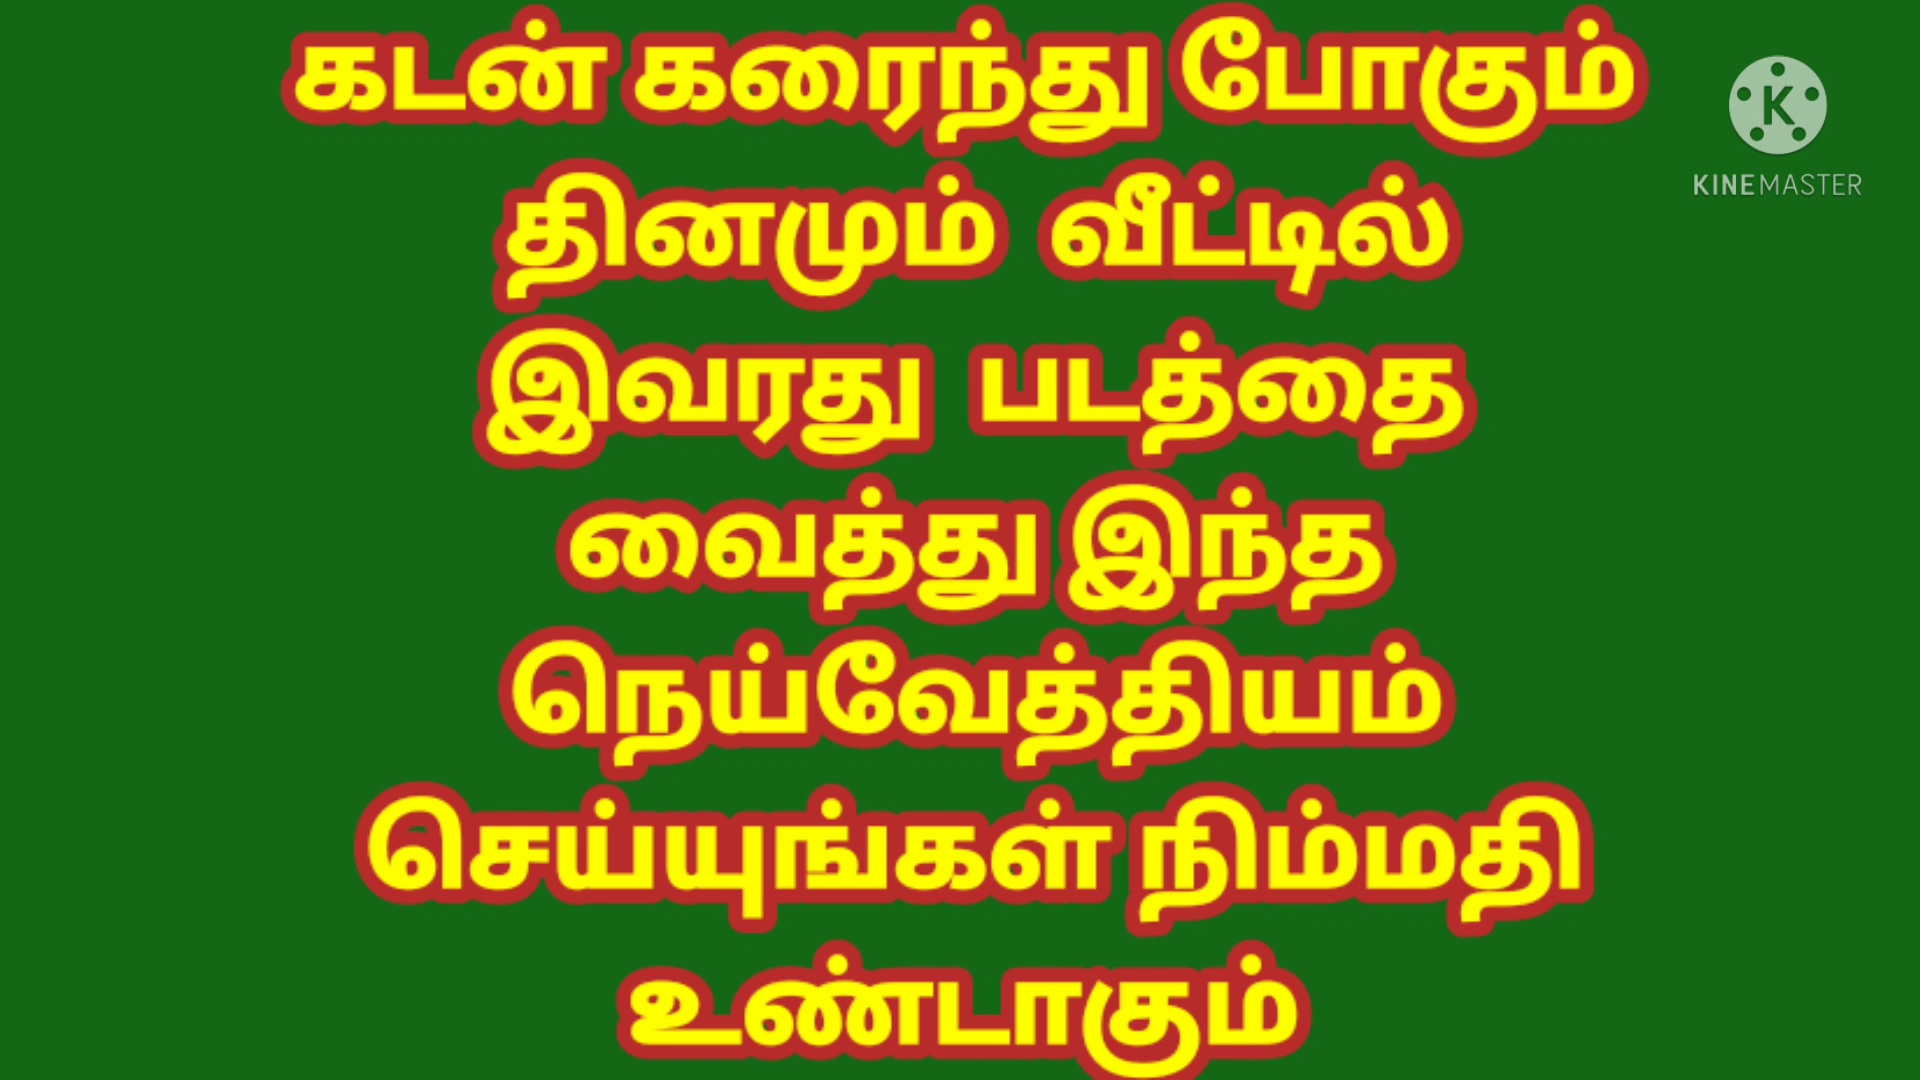 கடன் கரைந்து போகும்
தினமும் வீட்டில்
இவரது படத்தை
வைத்து இந்த
நெய்வேத்தியம்
செய்யுங்கள் நிம்மதி
உண்டாகும்
K
KINEMASTER